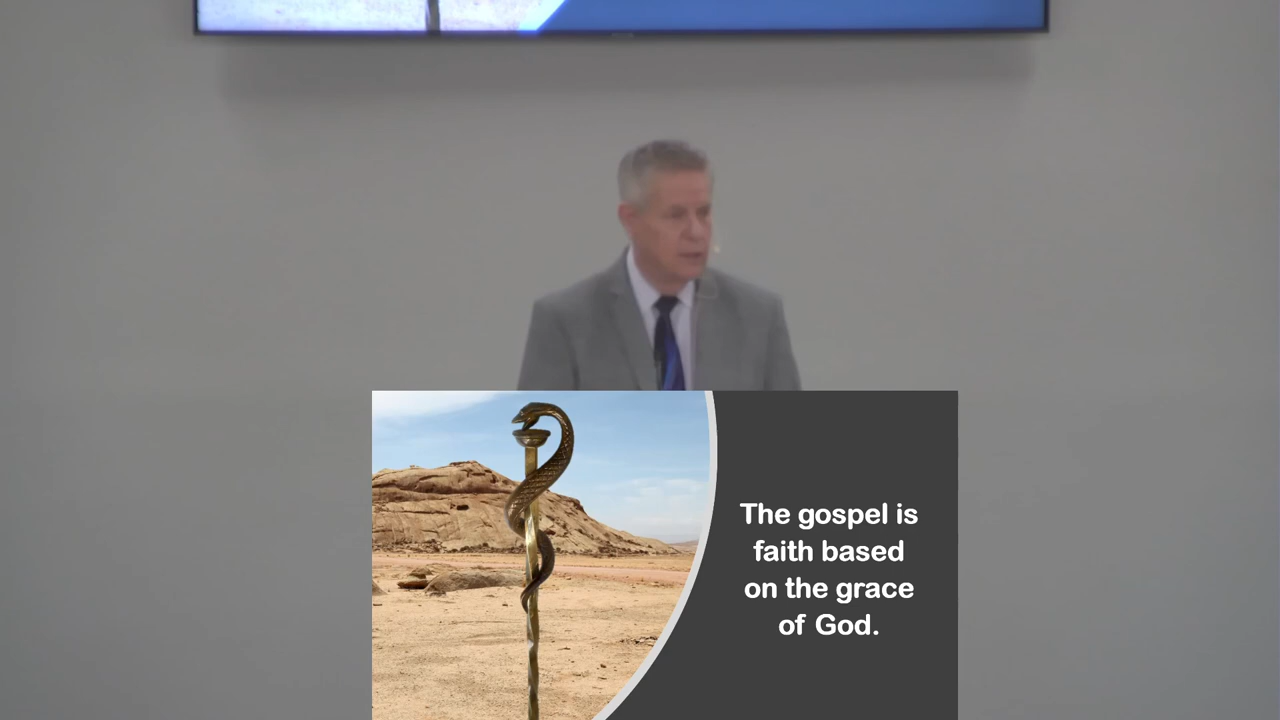 The gospel is
faith based
on the grace
of God.